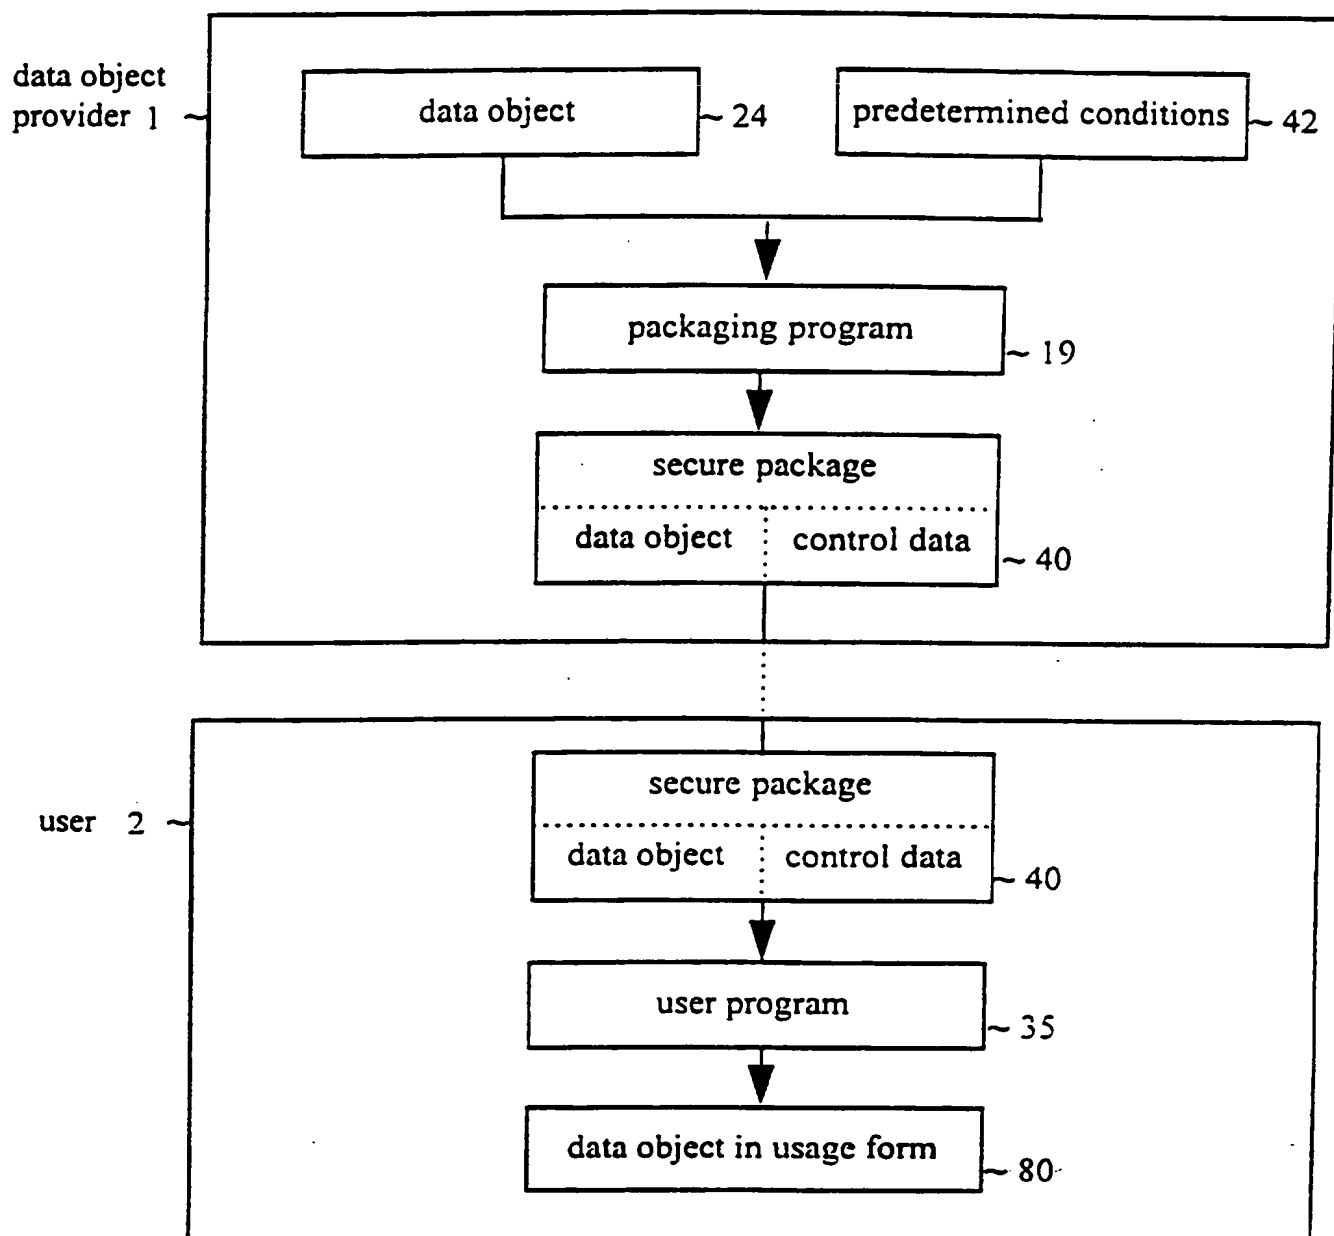 data object
provider 1 ~
data object
~ 24
predetermined conditions
~ 42
packaging program
~ 19
secure package
data object
control data
~ 40
user 2 ~
secure package
data object
control data
~ 40
user program
~ 35
data object in usage form
~ 80